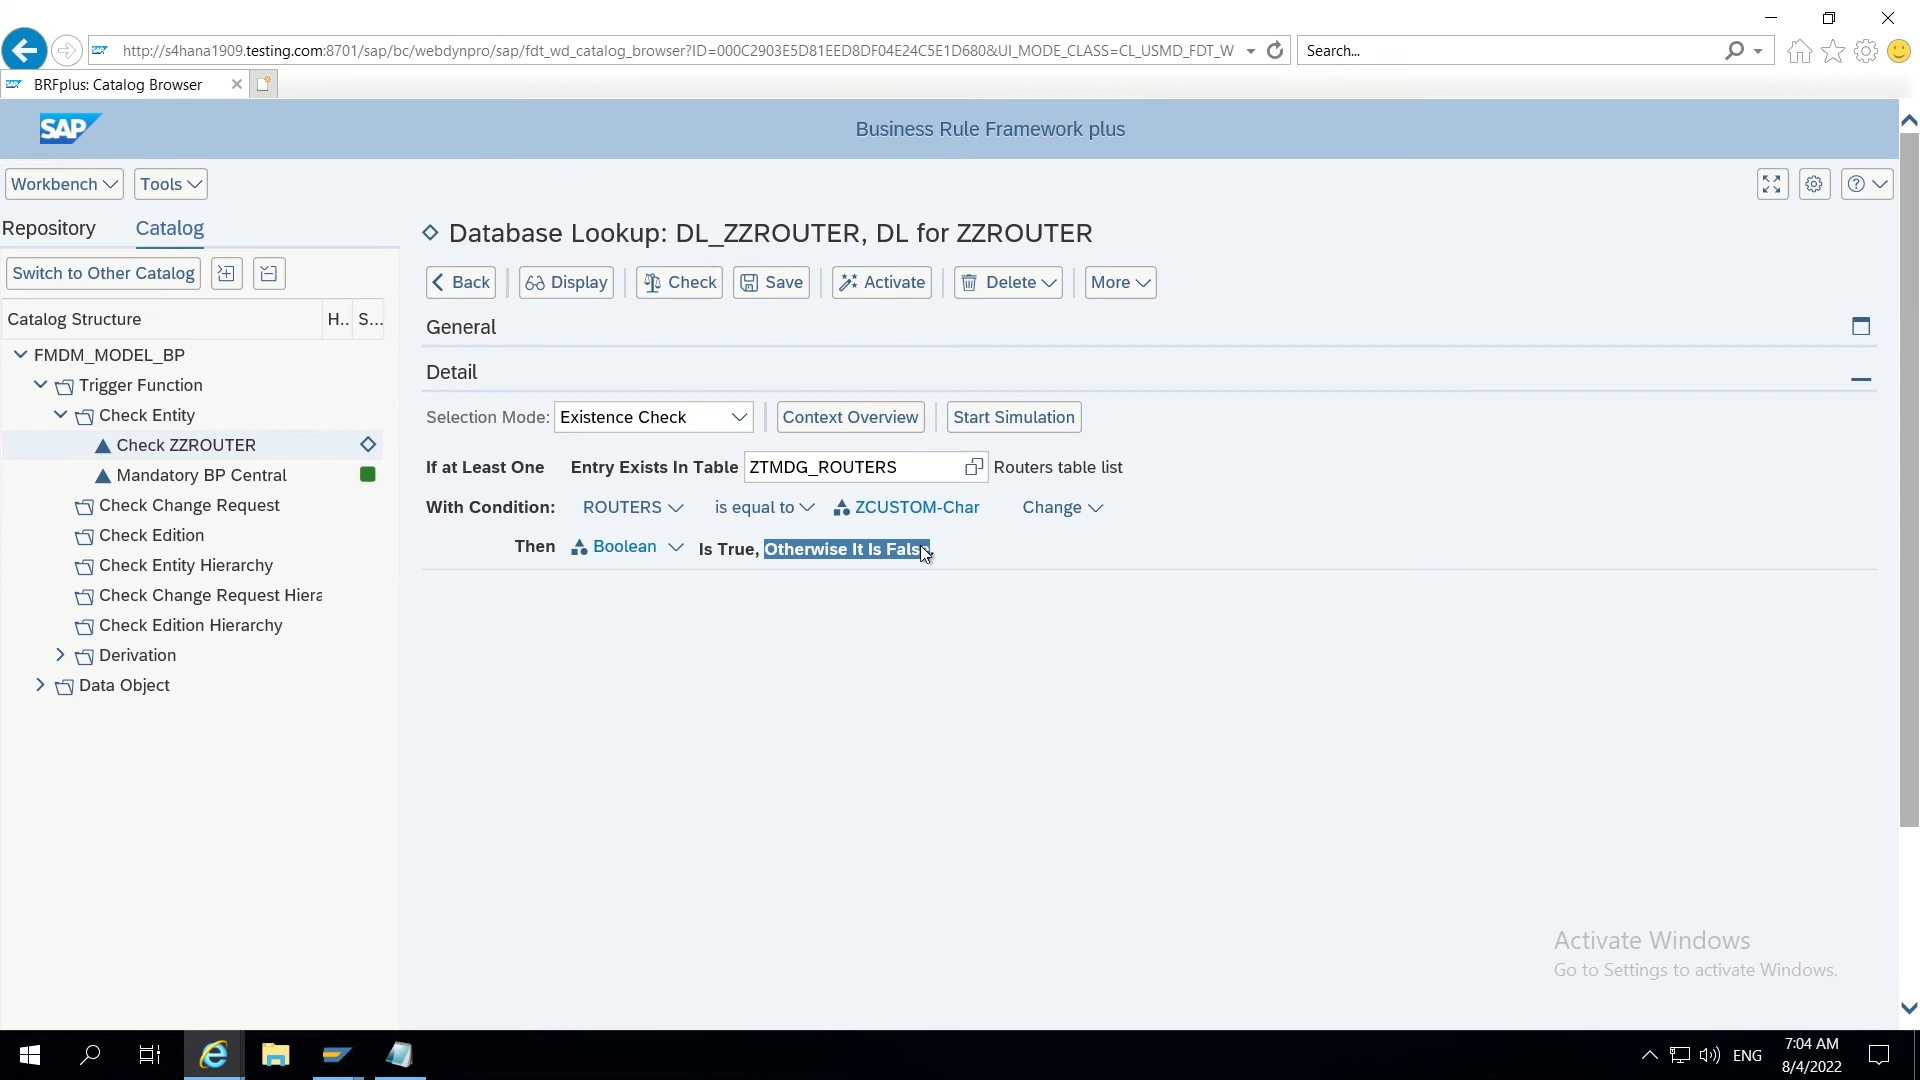 http://s4hana1909.testing.com:8701/sap/bc/webdynpro/sap/fdt_wd_catalog_browser?ID=000C2903E5D81EED8DF04E24C5E1D680&UI_MODE_CLASS=CL_USMD_FDT_W
Search...
BRFplus: Catalog Browser
SAP
Business Rule Framework plus
Workbench
Tools
Repository
Catalog
Switch to Other Catalog
Catalog Structure
H..
S...
FMDM_MODEL_BP
Trigger Function
Check Entity
Check ZZROUTER
Mandatory BP Central
Check Change Request
Check Edition
Check Entity Hierarchy
Check Change Request Hiera
Check Edition Hierarchy
Derivation
Data Object
Database Lookup: DL_ZZROUTER, DL for ZZROUTER
Back
Display
Check
Save
Activate
Delete
More
General
Detail
Selection Mode: Existence Check
Context Overview
Start Simulation
If at Least One Entry Exists In Table ZTMDG_ROUTERS Routers table list
With Condition: ROUTERS is equal to ZCUSTOM-Char Change
Then Boolean Is True, Otherwise It Is False.
Activate Windows
Go to Settings to activate Windows.
ENG
7:04 AM
8/4/2022